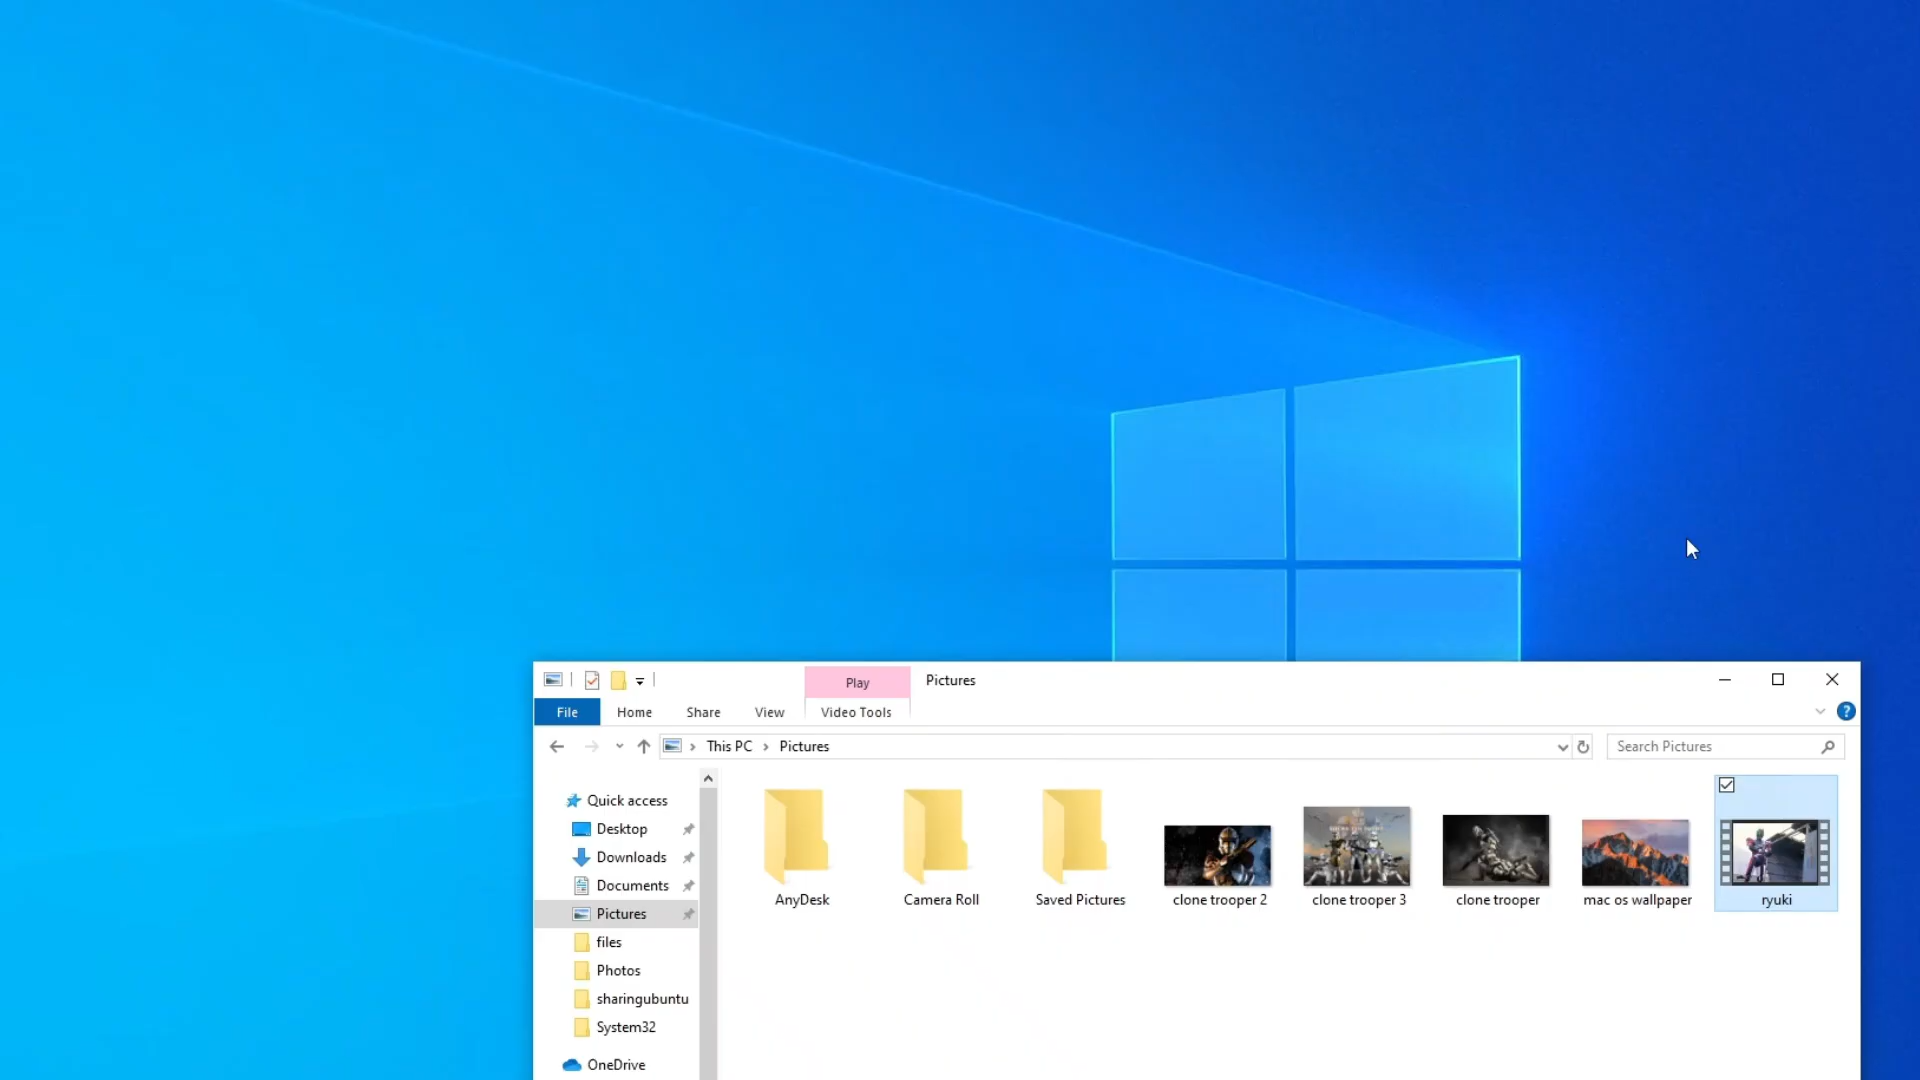 Play
Pictures
File
Home
Share
View
Video Tools
?
This PC
Pictures
Search Pictures
Quick access
Desktop
Downloads
Documents
Pictures
files
Photos
sharingubuntu
System32
OneDrive
AnyDesk
Camera Roll
Saved Pictures
clone trooper 2
clone trooper 3
clone trooper
mac os wallpaper
ryuki